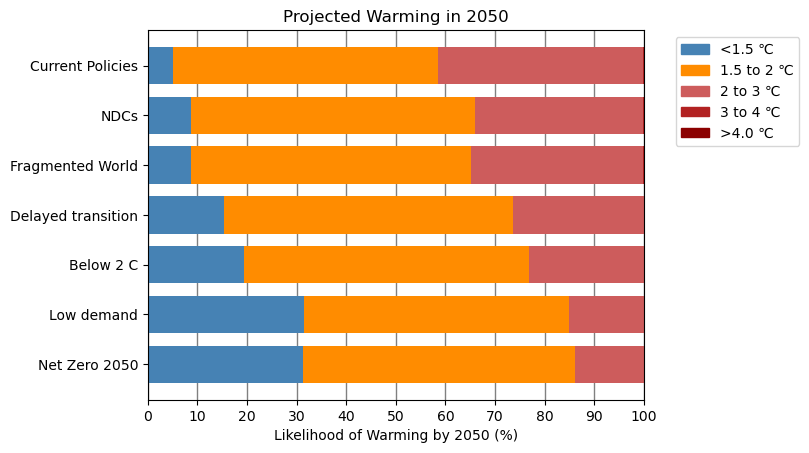 Projected Warming in 2050
Current Policies
NDCs
Fragmented World
Delayed transition
Below 2 C
Low demand
Net Zero 2050
0 10 20 30 40 50 60 70 80 90 100
Likelihood of Warming by 2050 (%)
<1.5 ℃
1.5 to 2 ℃
2 to 3 ℃
3 to 4 ℃
>4.0 ℃